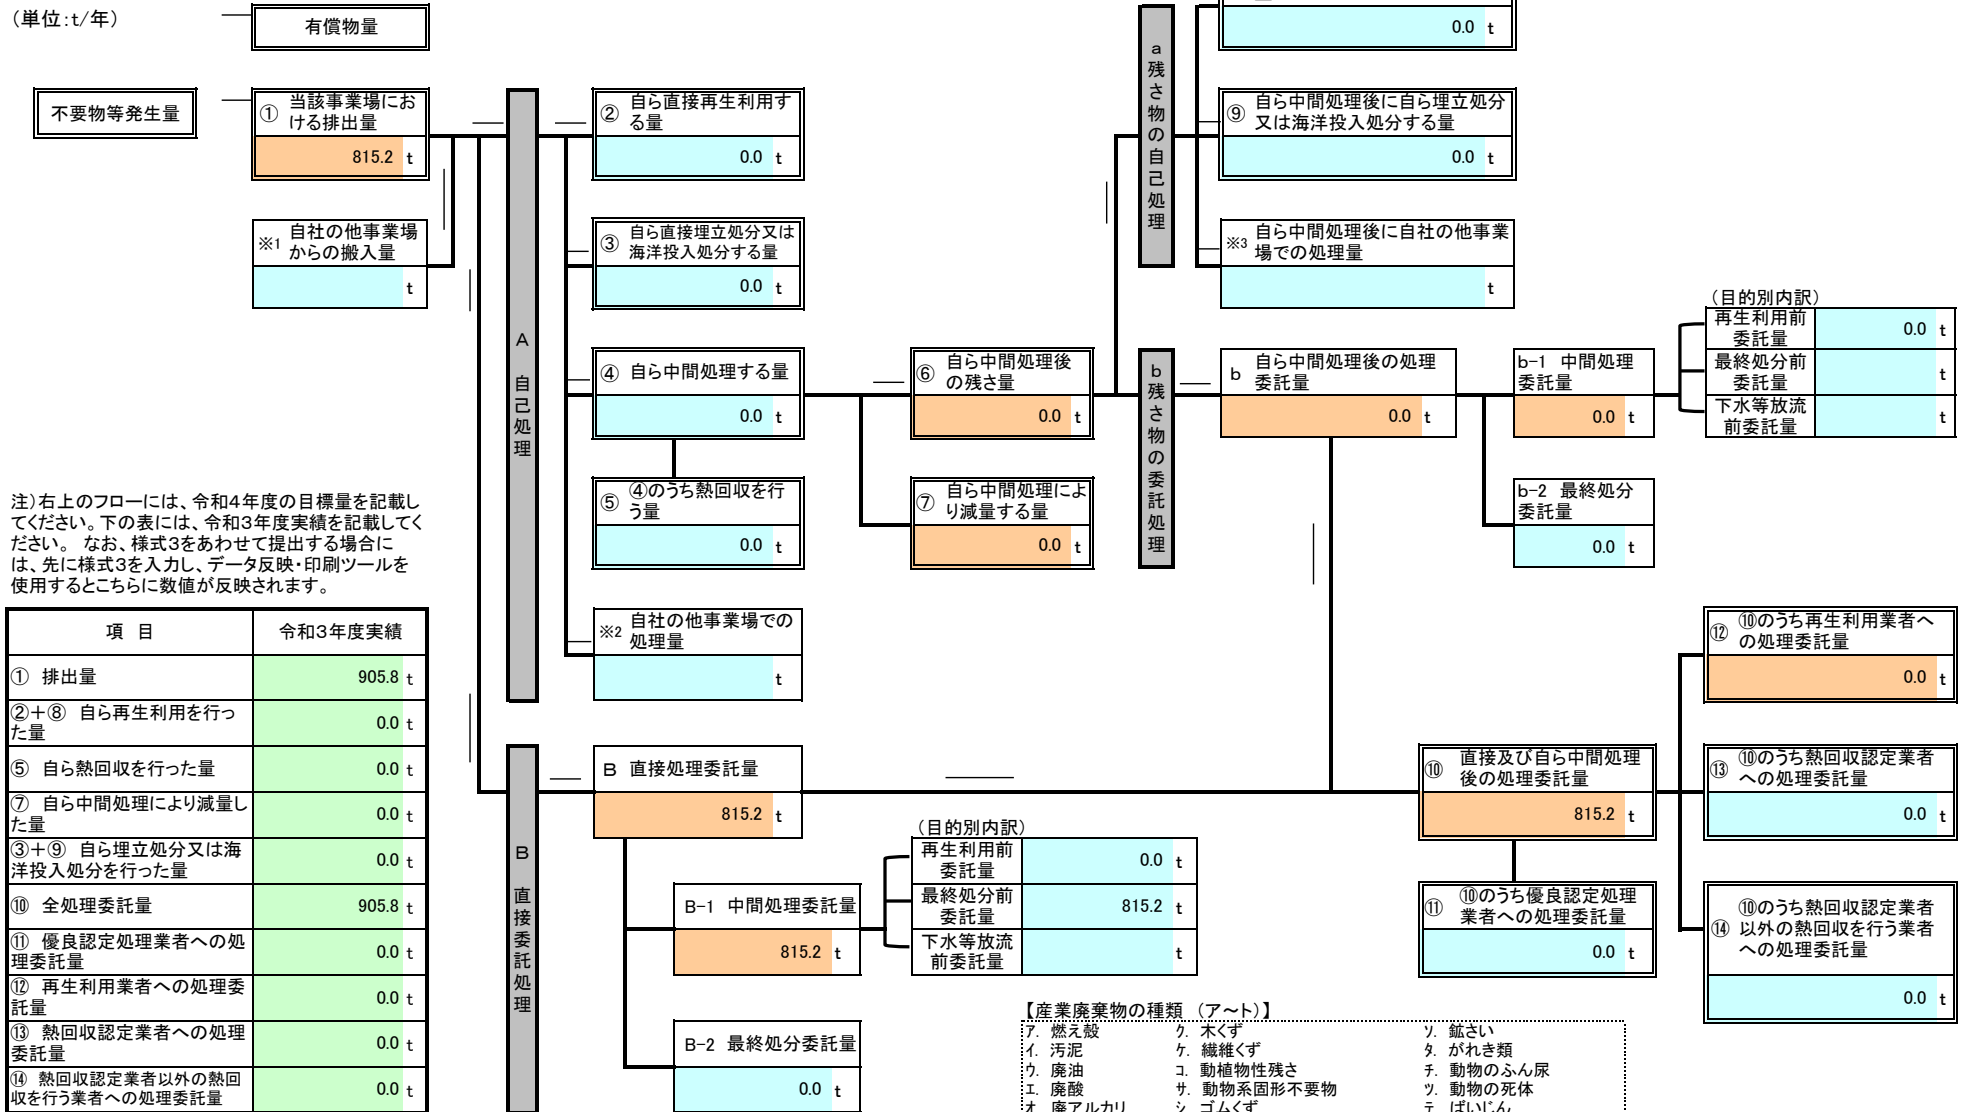 （単位：ｔ/年）
有償物量
0.0 t
不要物等発生量
① 当該事業場にお
ける排出量
815.2 t
② 自ら直接再生利用す
る量
0.0 t
a 残さ物の自己処理
⑨ 自ら中間処理後に自ら埋立処分
又は海洋投入処分する量
0.0 t
※1 自社の他事業場
からの搬入量
t
③ 自ら直接埋立処分又は
海洋投入処分する量
0.0 t
※3 自ら中間処理後に自社の他事業
場での処理量
t
A 自己処理
④ 自ら中間処理する量
0.0 t
⑥ 自ら中間処理後
の残さ量
0.0 t
b 残さ物の委託処理
b 自ら中間処理後の処理
委託量
0.0 t
b-1 中間処理
委託量
0.0 t
（目的別内訳）
再生利用前
委託量
0.0 t
最終処分前
委託量
t
下水等放流
前委託量
t
⑤ ④のうち熱回収を行
う量
0.0 t
⑦ 自ら中間処理によ
り減量する量
0.0 t
b-2 最終処分
委託量
0.0 t
注）右上のフローには、令和４年度の目標量を記載し
てください。下の表には、令和３年度実績を記載してく
ださい。 なお、様式３をあわせて提出する場合に
は、先に様式３を入力し、データ反映・印刷ツールを
使用するとこちらに数値が反映されます。
※2 自社の他事業場での
処理量
t
項 目 令和３年度実績
① 排出量 905.8 t
②＋⑧ 自ら再生利用を行っ
た量 0.0 t
⑤ 自ら熱回収を行った量 0.0 t
⑦ 自ら中間処理により減量し
た量 0.0 t
③＋⑨ 自ら埋立処分又は海
洋投入処分を行った量 0.0 t
⑩ 全処理委託量 905.8 t
⑪ 優良認定処理業者への処
理委託量 0.0 t
⑫ 再生利用業者への処理委
託量 0.0 t
⑬ 熱回収認定業者への処理
委託量 0.0 t
⑭ 熱回収認定業者以外の熱回
収を行う業者への処理委託量 0.0 t
B 直接委託処理
B 直接処理委託量
815.2 t
B-1 中間処理委託量
815.2 t
（目的別内訳）
再生利用前
委託量
0.0 t
最終処分前
委託量
815.2 t
下水等放流
前委託量
t
B-2 最終処分委託量
0.0 t
⑩ 直接及び自ら中間処理
後の処理委託量
815.2 t
⑪ ⑩のうち優良認定処理
業者への処理委託量
0.0 t
⑫ ⑩のうち再生利用業者へ
の処理委託量
0.0 t
⑬ ⑩のうち熱回収認定業者
への処理委託量
0.0 t
⑭ ⑩のうち熱回収認定業者
以外の熱回収を行う業者
への処理委託量
0.0 t
【産業廃棄物の種類 （ア～ト）】
ｱ. 燃え殻 ｸ. 木くず ｿ. 鉱さい
ｲ. 汚泥 ｹ. 繊維くず ﾀ. がれき類
ｳ. 廃油 ｺ. 動植物性残さ ﾁ. 動物のふん尿
ｴ. 廃酸 ｻ. 動物系固形不要物 ﾂ. 動物の死体
ｵ. 廃アルカリ ｼ. ゴムくず ﾃ. ばいじん